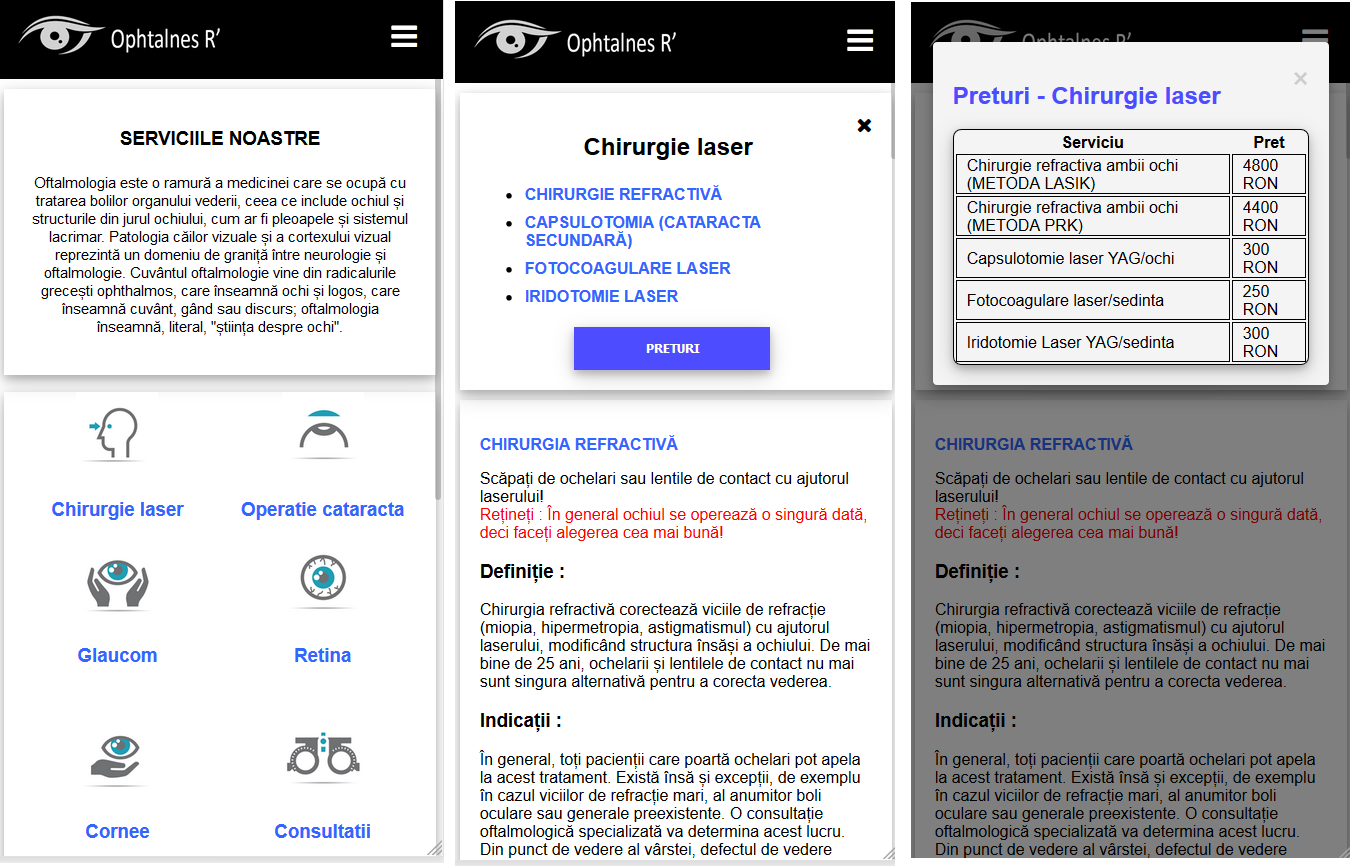 Ophtalnes R'
SERVICIILE NOASTRE
Oftalmologia este o ramură a medicinei care se ocupă cu
tratarea bolilor organului vederii, ceea ce include ochiul și
structurile din jurul ochiului, cum ar fi pleoapele și sistemul
lacrimar. Patologia căilor vizuale și a cortexului vizual
reprezintă un domeniu de graniță între neurologie și
oftalmologie. Cuvântul oftalmologie vine din radicalurile
grecești ophthalmos, care înseamnă ochi și logos, care
înseamnă cuvânt, gând sau discurs; oftalmologia
înseamnă, literal, "știința despre ochi".
Chirurgie laser
Operatie cataracta
Glaucom
Retina
Cornee
Consultatii
Ophtalnes R'
Chirurgie laser
• CHIRURGIE REFRACTIVĂ
• CAPSULOTOMIA (CATARACTA
SECUNDARĂ)
• FOTOCOAGULARE LASER
• IRIDOTOMIE LASER
PRETURI
CHIRURGIA REFRACTIVĂ
Scăpați de ochelari sau lentile de contact cu ajutorul
laserului!
Rețineți : În general ochiul se operează o singură dată,
deci faceți alegerea cea mai bună!
Definiție :
Chirurgia refractivă corectează viciile de refracție
(miopia, hipermetropia, astigmatismul) cu ajutorul
laserului, modificând structura însăși a ochiului. De mai
bine de 25 ani, ochelarii și lentilele de contact nu mai
sunt singura alternativă pentru a corecta vederea.
Indicații :
În general, toți pacienții care poartă ochelari pot apela
la acest tratament. Există însă și excepții, de exemplu
în cazul viciilor de refracție mari, al anumitor boli
oculare sau generale preexistente. O consultație
oftalmologică specializată va determina acest lucru.
Din punct de vedere al vârstei, defectul de vedere
Ophtalnes R'
×
Preturi - Chirurgie laser
Serviciu Pret
Chirurgie refractiva ambii ochi
(METODA LASIK)
4800
RON
Chirurgie refractiva ambii ochi
(METODA PRK)
4400
RON
Capsulotomie laser YAG/ochi
300
RON
Fotocoagulare laser/sedinta
250
RON
Iridotomie Laser YAG/sedinta
300
RON
CHIRURGIA REFRACTIVĂ
Scăpați de ochelari sau lentile de contact cu ajutorul
laserului!
Rețineți : În general ochiul se operează o singură dată,
deci faceți alegerea cea mai bună!
Definiție :
Chirurgia refractivă corectează viciile de refracție
(miopia, hipermetropia, astigmatismul) cu ajutorul
laserului, modificând structura însăși a ochiului. De mai
bine de 25 ani, ochelarii și lentilele de contact nu mai
sunt singura alternativă pentru a corecta vederea.
Indicații :
În general, toți pacienții care poartă ochelari pot apela
la acest tratament. Există însă și excepții, de exemplu
în cazul viciilor de refracție mari, al anumitor boli
oculare sau generale preexistente. O consultație
oftalmologică specializată va determina acest lucru.
Din punct de vedere al vârstei, defectul de vedere